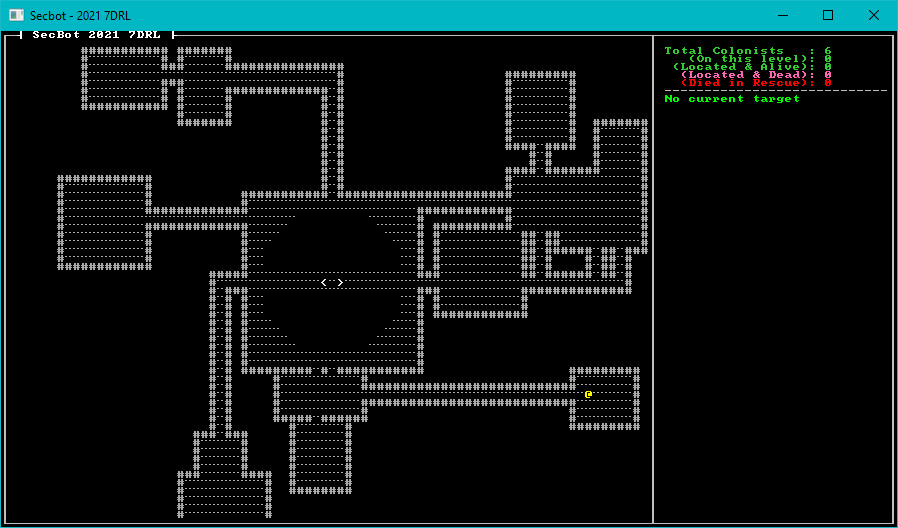 Secbot - 2021 7DRL
SecBot 2021 7DRL
Total Colonists : 6
(On this level): 0
(Located & Alive): 0
(Located & Dead): 0
(Died in Rescue): 0
No current target